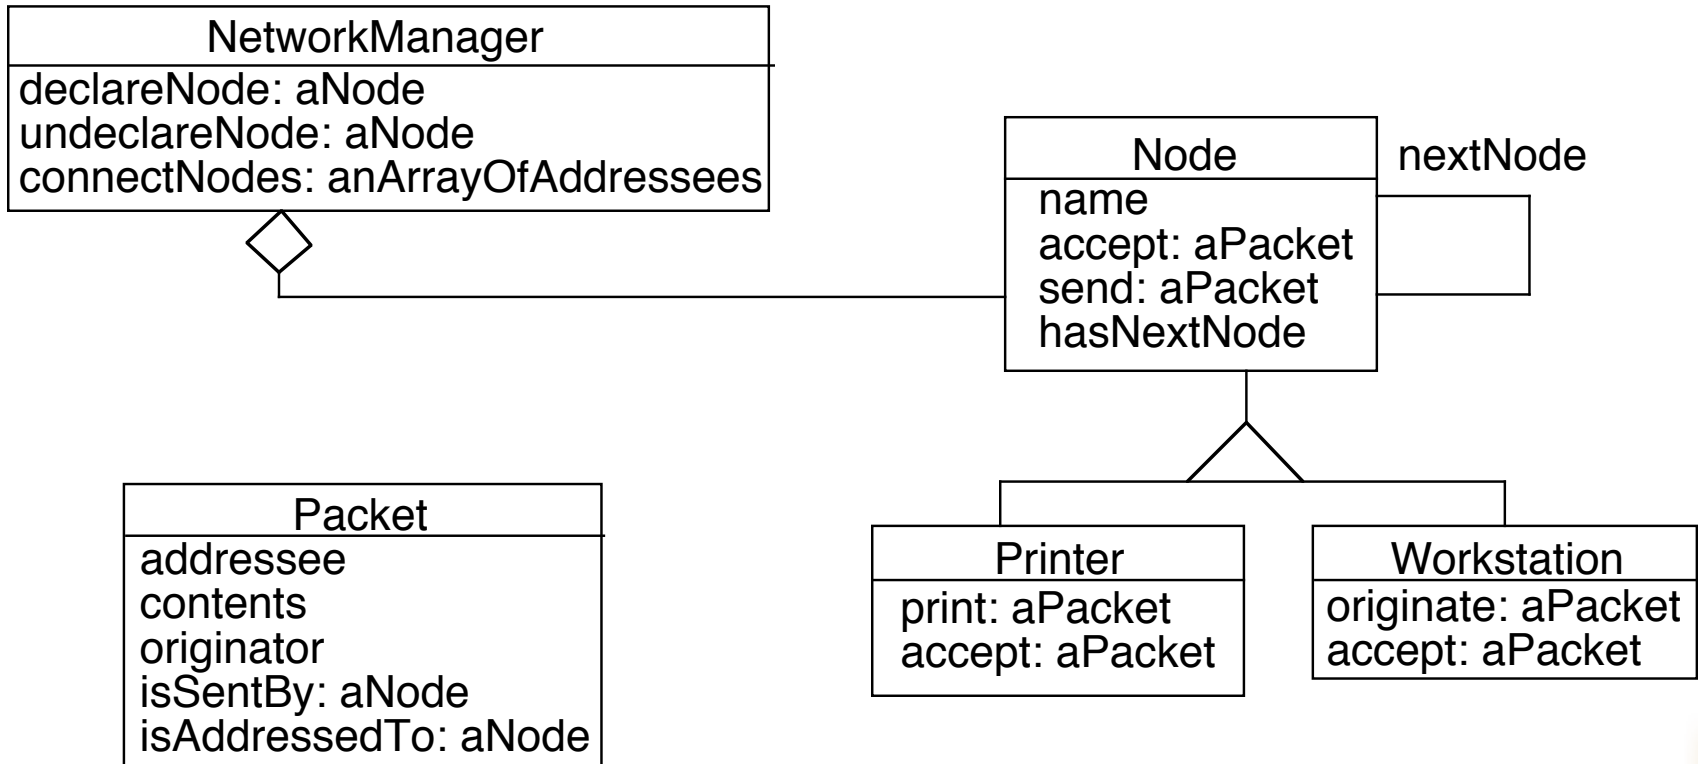 NetworkManager
declareNode: aNode
undeclareNode: aNode
connectNodes: anArrayOfAddressees
Node
name
accept: aPacket
send: aPacket
hasNextNode
nextNode
Packet
addressee
contents
originator
isSentBy: aNode
isAddressedTo: aNode
Printer
print: aPacket
accept: aPacket
Workstation
originate: aPacket
accept: aPacket